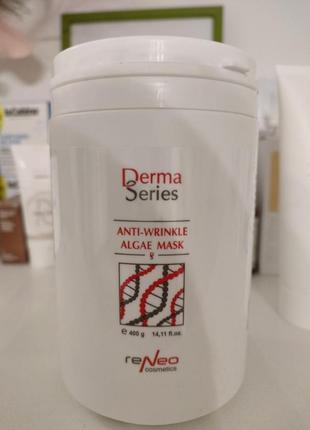 Derma
Series
ANTI-WRINKLE
ALGAE MASK
℮ 400 g 14,11 fl.oz.
reNeo
cosmetics